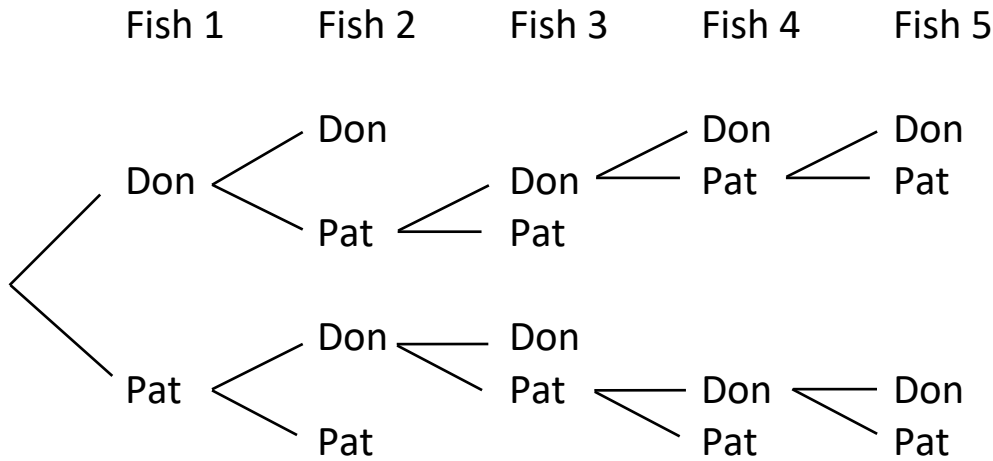 Fish 1 Fish 2 Fish 3 Fish 4 Fish 5
Don Don Don
Don Don Pat Pat
Pat Pat
Don Don
Pat Pat Don Don
Pat Pat Pat